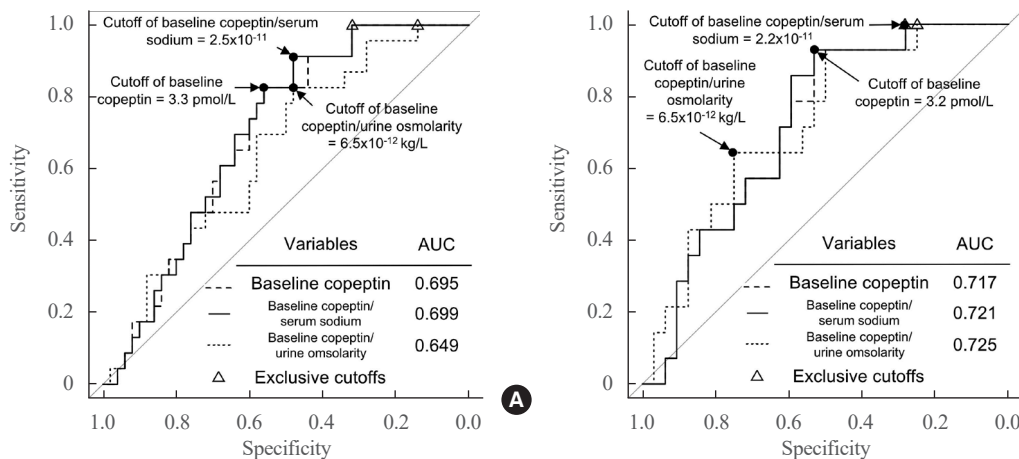 Cutoff of baseline copeptin/serum
sodium = 2.5x10⁻¹¹
Cutoff of baseline
copeptin = 3.3 pmol/L
Cutoff of baseline
copeptin/urine osmolarity
= 6.5x10⁻¹² kg/L
Sensitivity
1.0
0.8
0.6
0.4
0.2
0
Variables AUC
Baseline copeptin 0.695
Baseline copeptin/
serum sodium 0.699
Baseline copeptin/
urine omsolarity 0.649
Exclusive cutoffs
1.0 0.8 0.6 0.4 0.2 0.0
Specificity
A
Cutoff of baseline copeptin/serum
sodium = 2.2x10⁻¹¹
Cutoff of baseline
copeptin/urine
osmolarity
= 6.5x10⁻¹² kg/L
Cutoff of baseline
copeptin = 3.2 pmol/L
Sensitivity
1.0
0.8
0.6
0.4
0.2
0
Variables AUC
Baseline copeptin 0.717
Baseline copeptin/
serum sodium 0.721
Baseline copeptin/
urine omsolarity 0.725
Exclusive cutoffs
1.0 0.8 0.6 0.4 0.2 0.0
Specificity